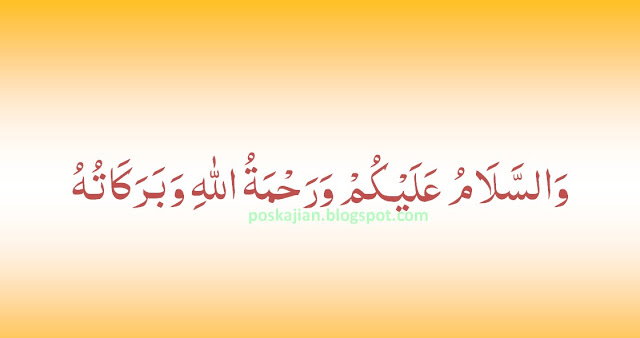 وَالسَّلَامُ عَلَيْكُمْ وَرَحْمَةُ اللهِ وَبَرَكَاتُهُ
poskajian.blogspot.com